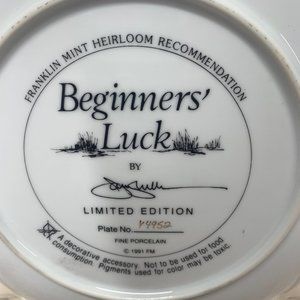 FRANKLIN MINT HEIRLOOM RECOMMENDATION
Beginners'
Luck
BY
LIMITED EDITION
Plate No. Y4952
FINE PORCELAIN
© 1991 FM
A decorative accessory. Not to be used for food
consumption. Pigments used for color may be toxic.